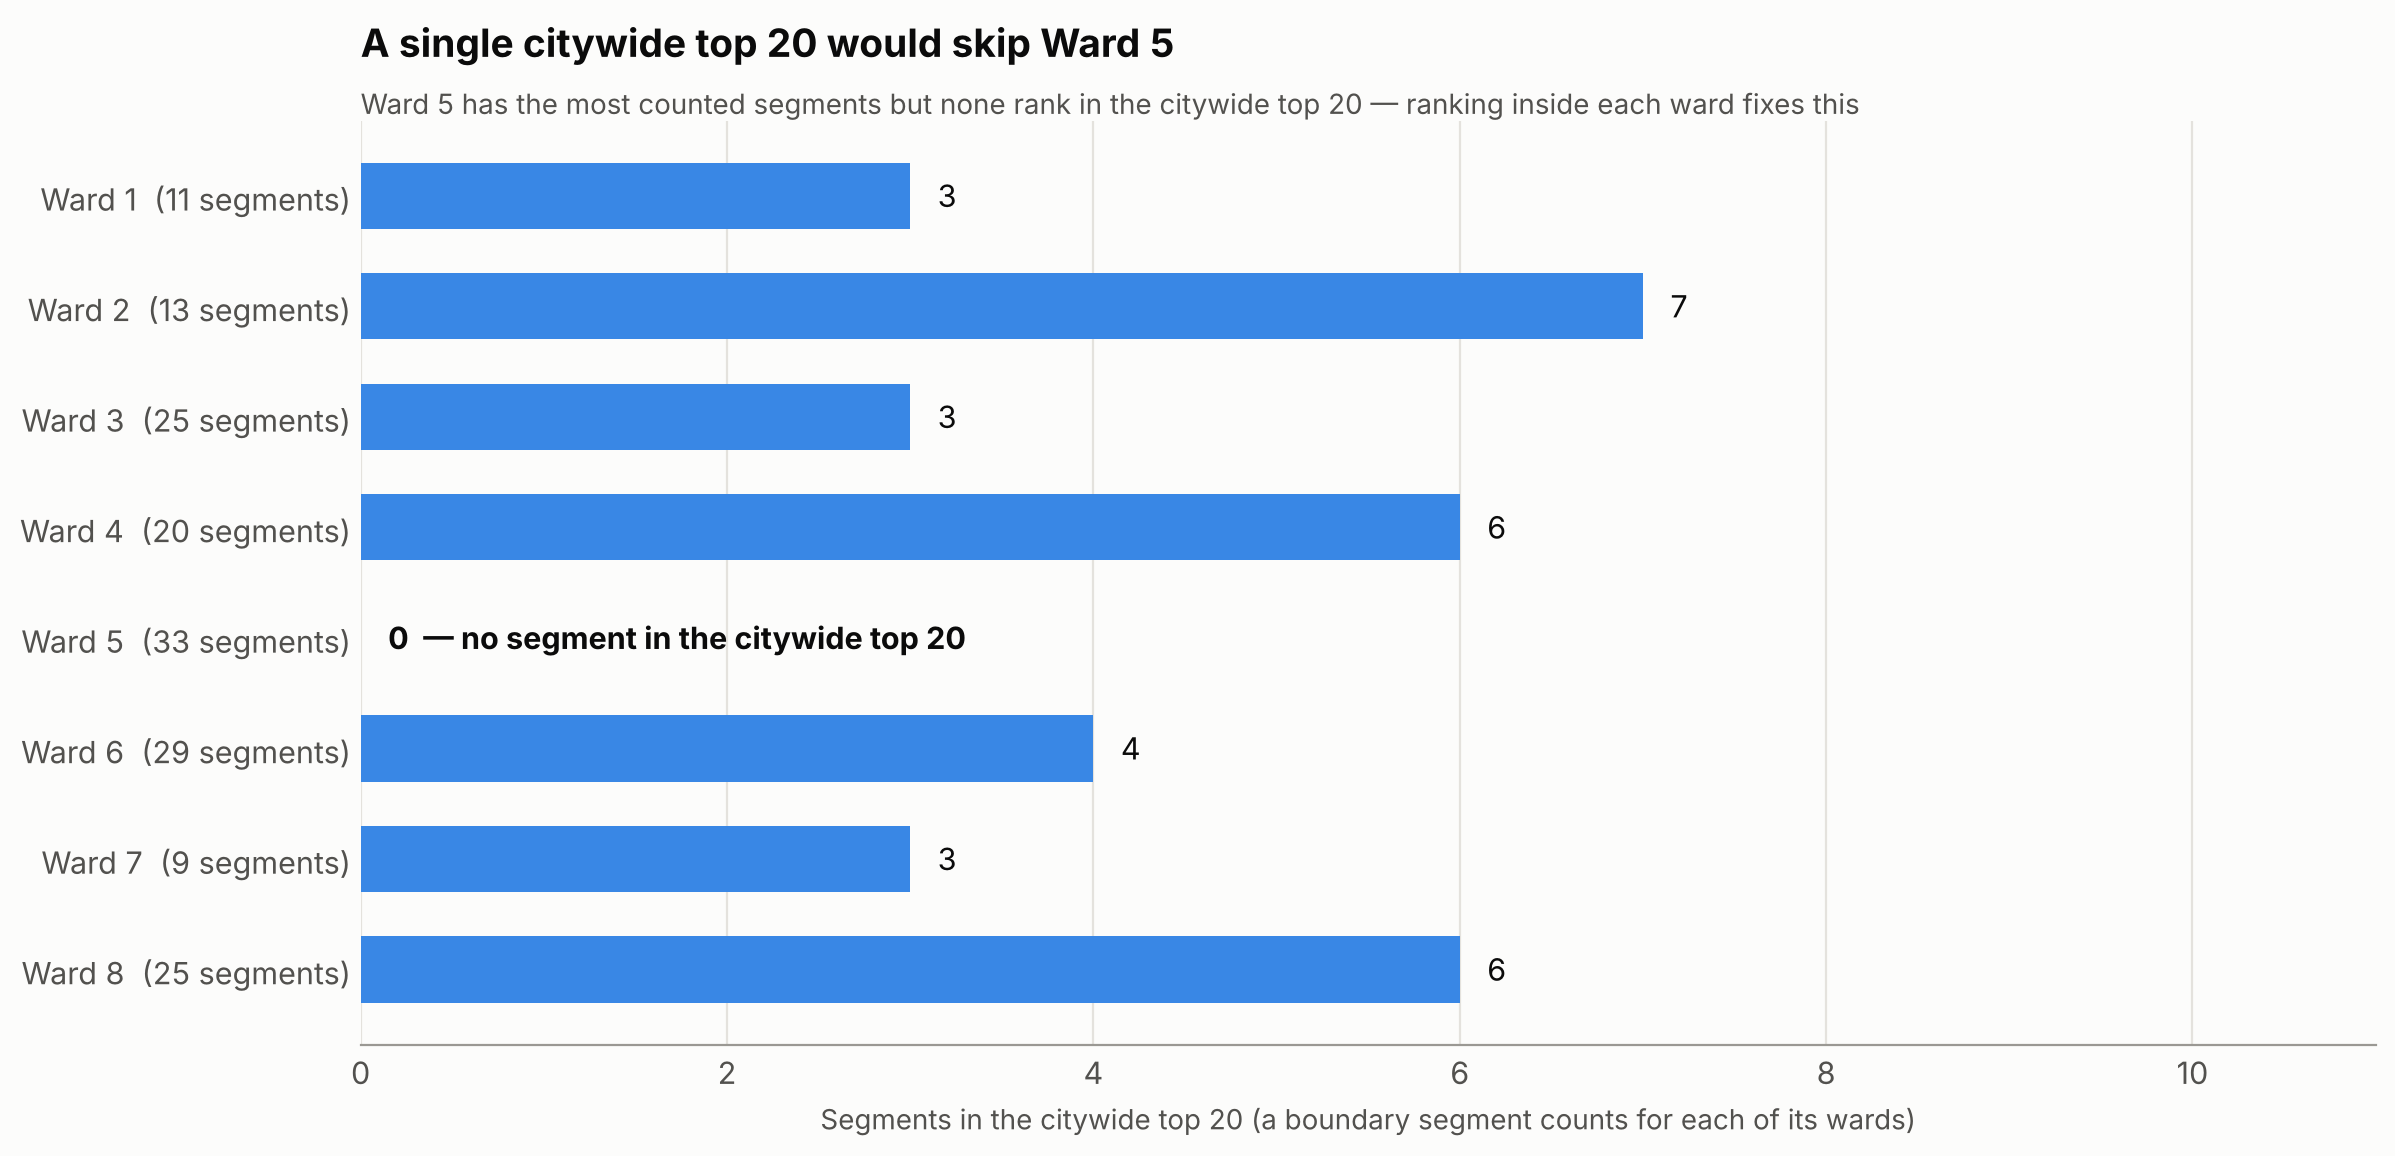 A single citywide top 20 would skip Ward 5
Ward 5 has the most counted segments but none rank in the citywide top 20 — ranking inside each ward fixes this
Ward 1 (11 segments) 3
Ward 2 (13 segments) 7
Ward 3 (25 segments) 3
Ward 4 (20 segments) 6
Ward 5 (33 segments) 0 — no segment in the citywide top 20
Ward 6 (29 segments) 4
Ward 7 (9 segments) 3
Ward 8 (25 segments) 6
0 2 4 6 8 10
Segments in the citywide top 20 (a boundary segment counts for each of its wards)